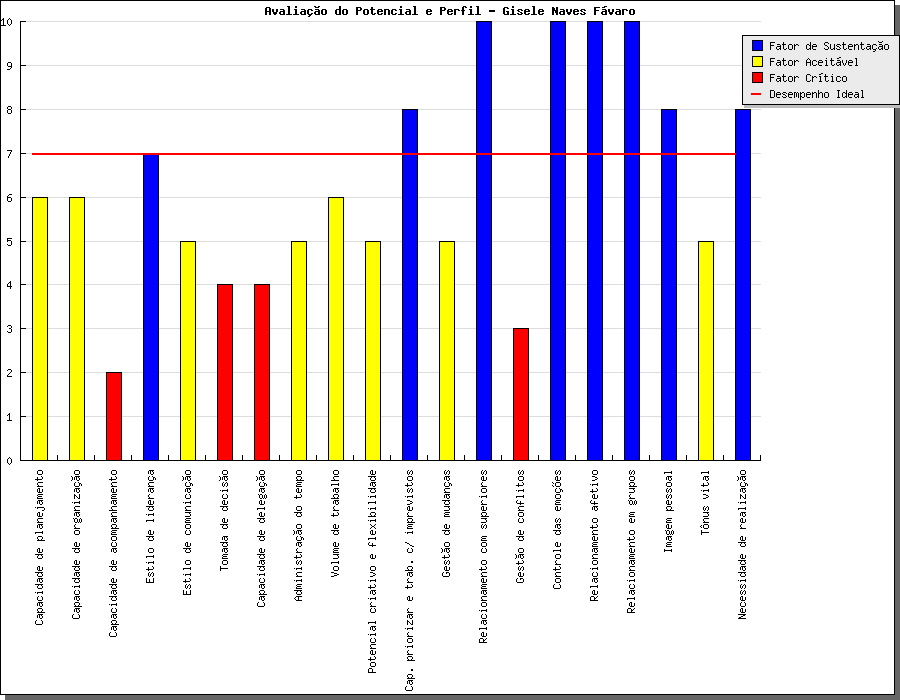 Avaliação do Potencial e Perfil - Gisele Naves Fávaro
Fator de Sustentação
Fator Aceitável
Fator Crítico
Desempenho Ideal
10
9
8
7
6
5
4
3
2
1
0
Capacidade de planejamento
Capacidade de organização
Capacidade de acompanhamento
Estilo de liderança
Estilo de comunicação
Tomada de decisão
Capacidade de delegação
Administração do tempo
Volume de trabalho
Potencial criativo e flexibilidade
Cap. priorizar e trab. c/ imprevistos
Gestão de mudanças
Relacionamento com superiores
Gestão de conflitos
Controle das emoções
Relacionamento afetivo
Relacionamento em grupos
Imagem pessoal
Tônus vital
Necessidade de realização